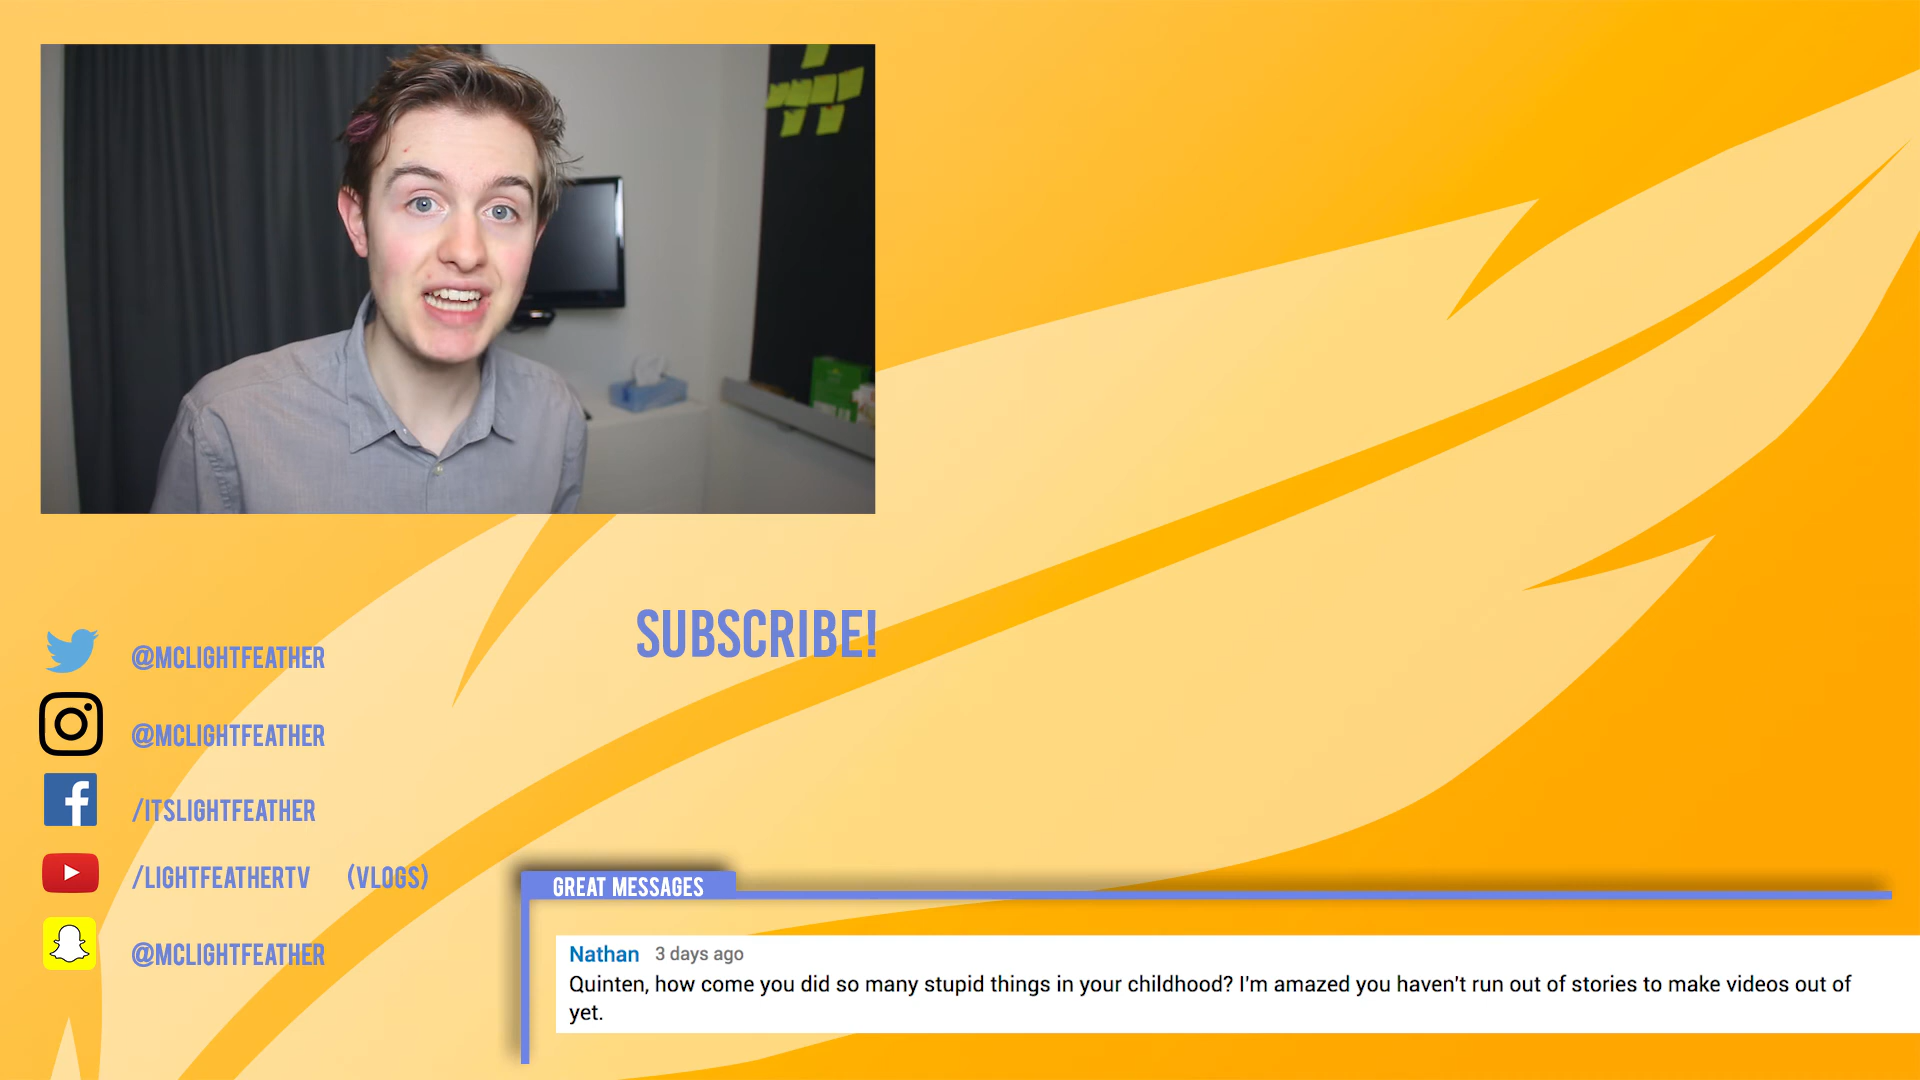 SUBSCRIBE!
@MCLIGHTFEATHER
@MCLIGHTFEATHER
/ITSLIGHTFEATHER
/LIGHTFEATHERTV (VLOGS)
@MCLIGHTFEATHER
GREAT MESSAGES
Nathan 3 days ago
Quinten, how come you did so many stupid things in your childhood? I'm amazed you haven't run out of stories to make videos out of
yet.